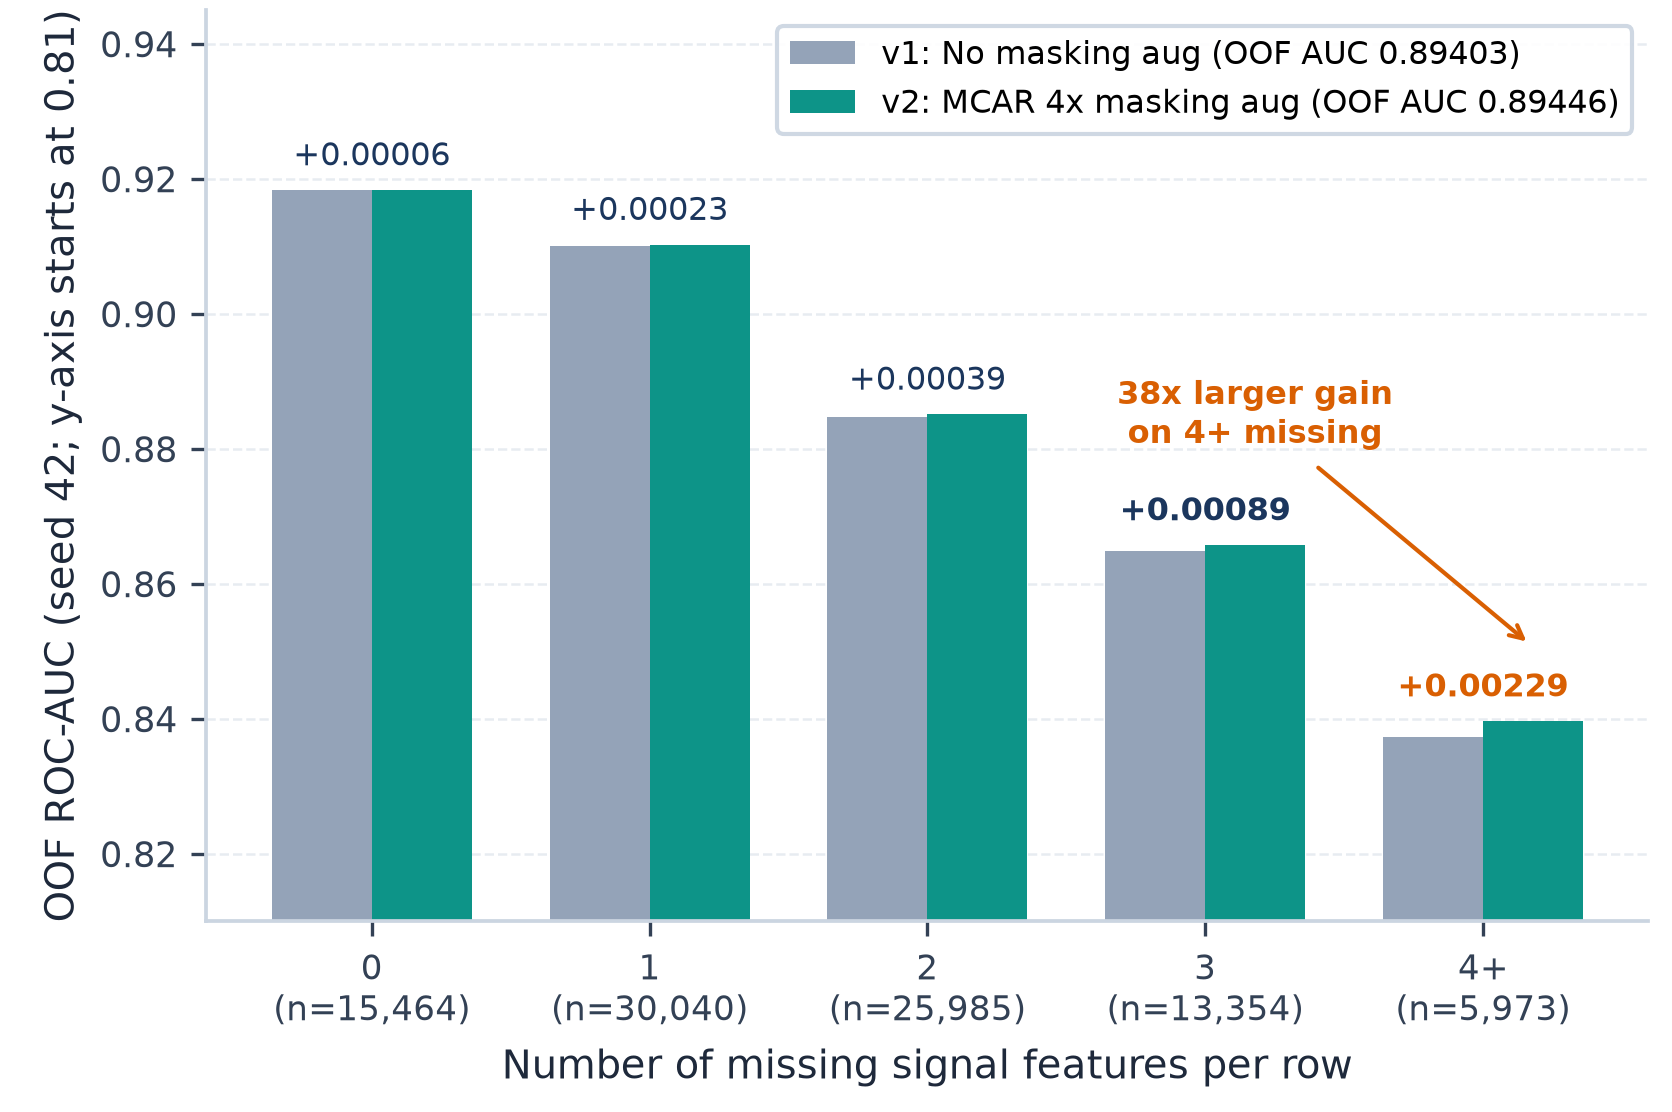 OOF ROC-AUC (seed 42; y-axis starts at 0.81)
0.94
0.92
0.90
0.88
0.86
0.84
0.82
v1: No masking aug (OOF AUC 0.89403)
v2: MCAR 4x masking aug (OOF AUC 0.89446)
+0.00006
+0.00023
+0.00039
38x larger gain
on 4+ missing
+0.00089
+0.00229
0
(n=15,464)
1
(n=30,040)
2
(n=25,985)
3
(n=13,354)
4+
(n=5,973)
Number of missing signal features per row